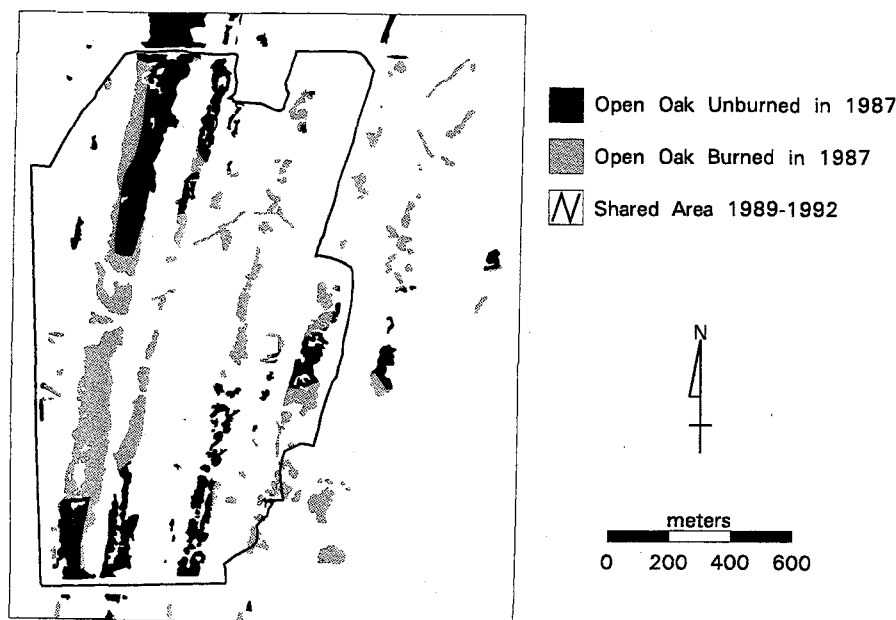 Open Oak Unburned in 1987
Open Oak Burned in 1987
Shared Area 1989-1992
N
meters
0 200 400 600